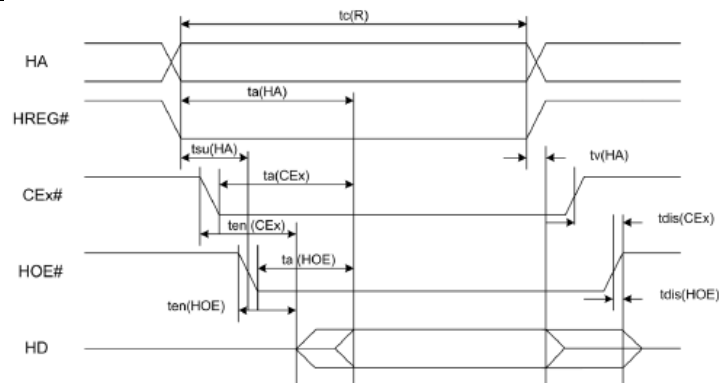 tc(R)
HA
ta(HA)
HREG#
tsu(HA)
tv(HA)
ta(CEx)
CEx#
tdis(CEx)
ten(CEx)
ta(HOE)
HOE#
tdis(HOE)
ten(HOE)
HD